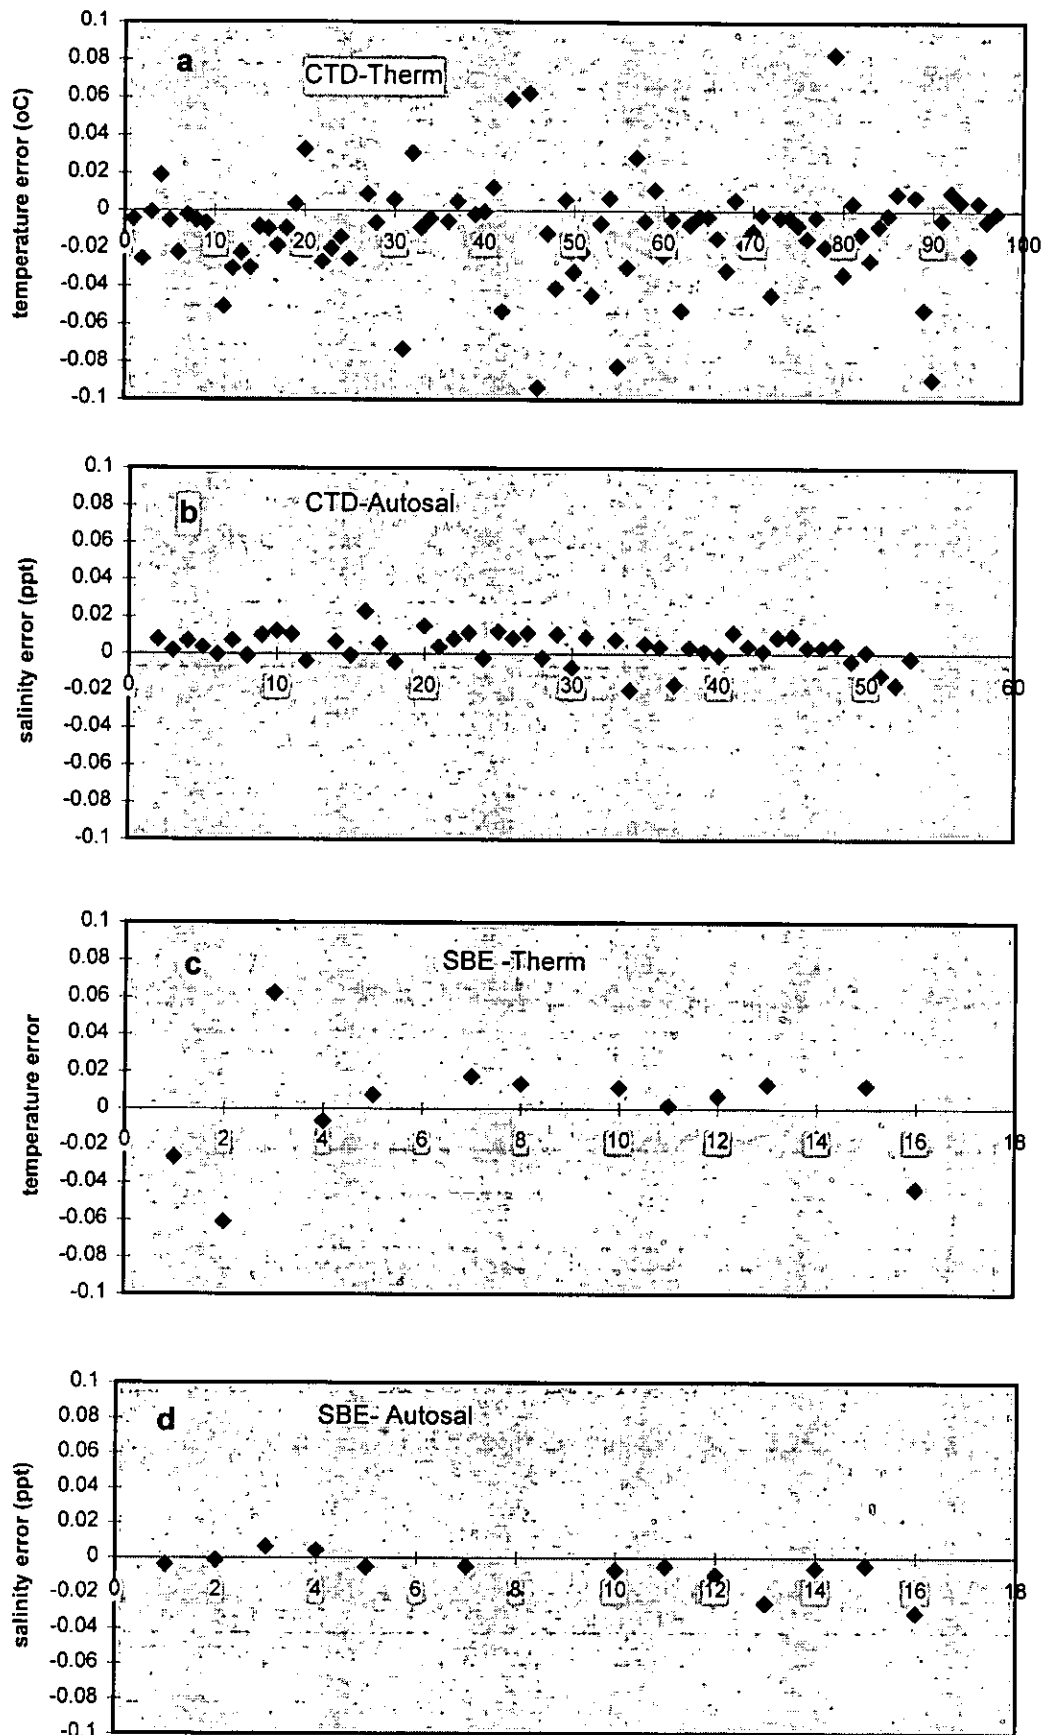 0.1
a
CTD-Therm
0.08
0.06
0.04
0.02
0
-0.02
-0.04
-0.06
-0.08
-0.1
0 10 20 30 40 50 60 70 80 90 100
temperature error (oC)
0.1
b
CTD-Autosal
0.08
0.06
0.04
0.02
0
-0.02
-0.04
-0.06
-0.08
-0.1
0 10 20 30 40 50 60
salinity error (ppt)
0.1
c
SBE -Therm
0.08
0.06
0.04
0.02
0
-0.02
-0.04
-0.06
-0.08
-0.1
0 2 4 6 8 10 12 14 16 18
temperature error
0.1
d
SBE- Autosal
0.08
0.06
0.04
0.02
0
-0.02
-0.04
-0.06
-0.08
-0.1
0 2 4 6 8 10 12 14 16 18
salinity error (ppt)